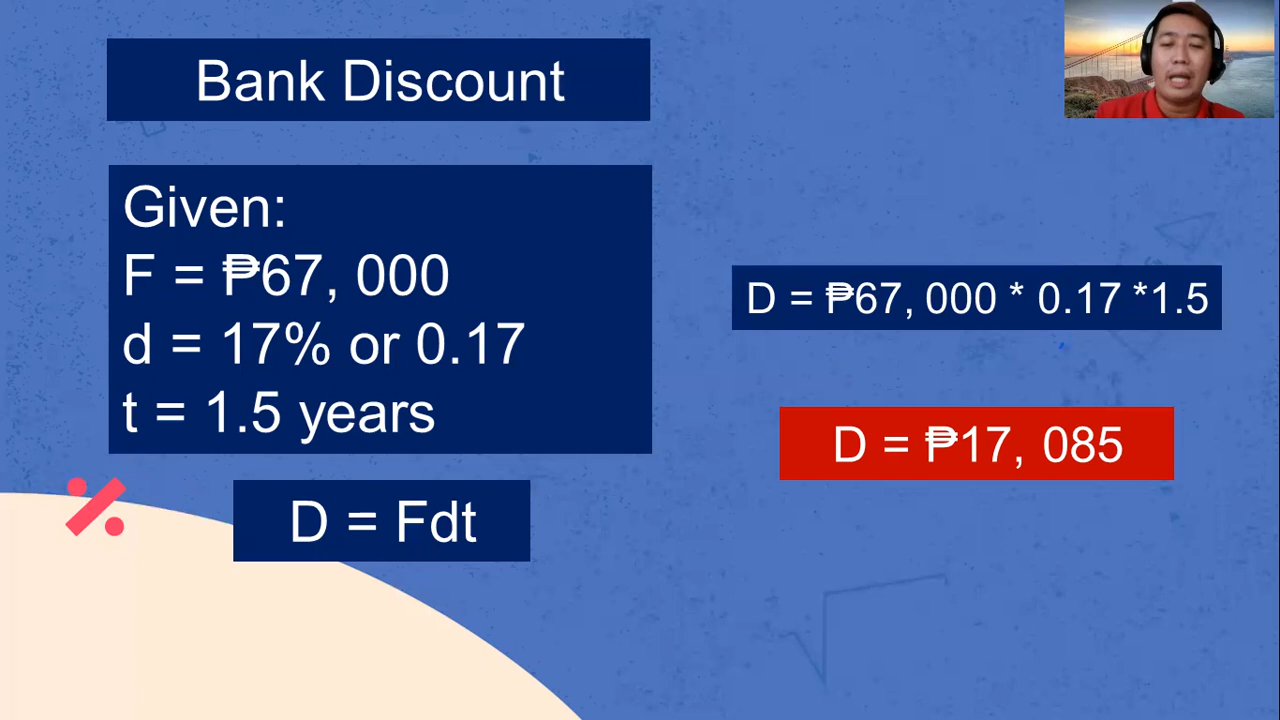 Bank Discount
Given:
F = ₱67, 000
d = 17% or 0.17
t = 1.5 years
D = Fdt
D = ₱67, 000 * 0.17 *1.5
D = ₱17, 085